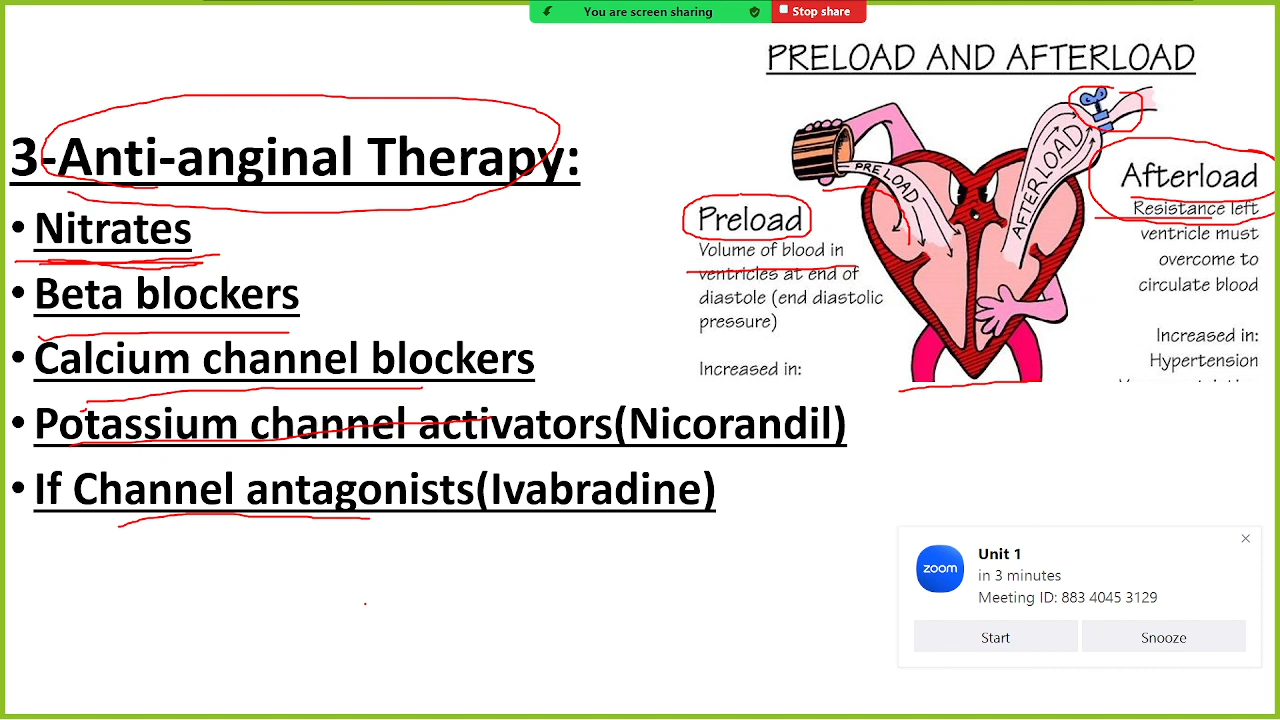 You are screen sharing
Stop share
PRELOAD AND AFTERLOAD
3-Anti-anginal Therapy:
• Nitrates
• Beta blockers
• Calcium channel blockers
• Potassium channel activators(Nicorandil)
• If Channel antagonists(Ivabradine)
PRELOAD
AFTERLOAD
Preload
Volume of blood in
ventricles at end of
diastole (end diastolic
pressure)
Increased in:
Afterload
Resistance left
ventricle must
overcome to
circulate blood
Increased in:
Hypertension
zoom
Unit 1
in 3 minutes
Meeting ID: 883 4045 3129
Start
Snooze